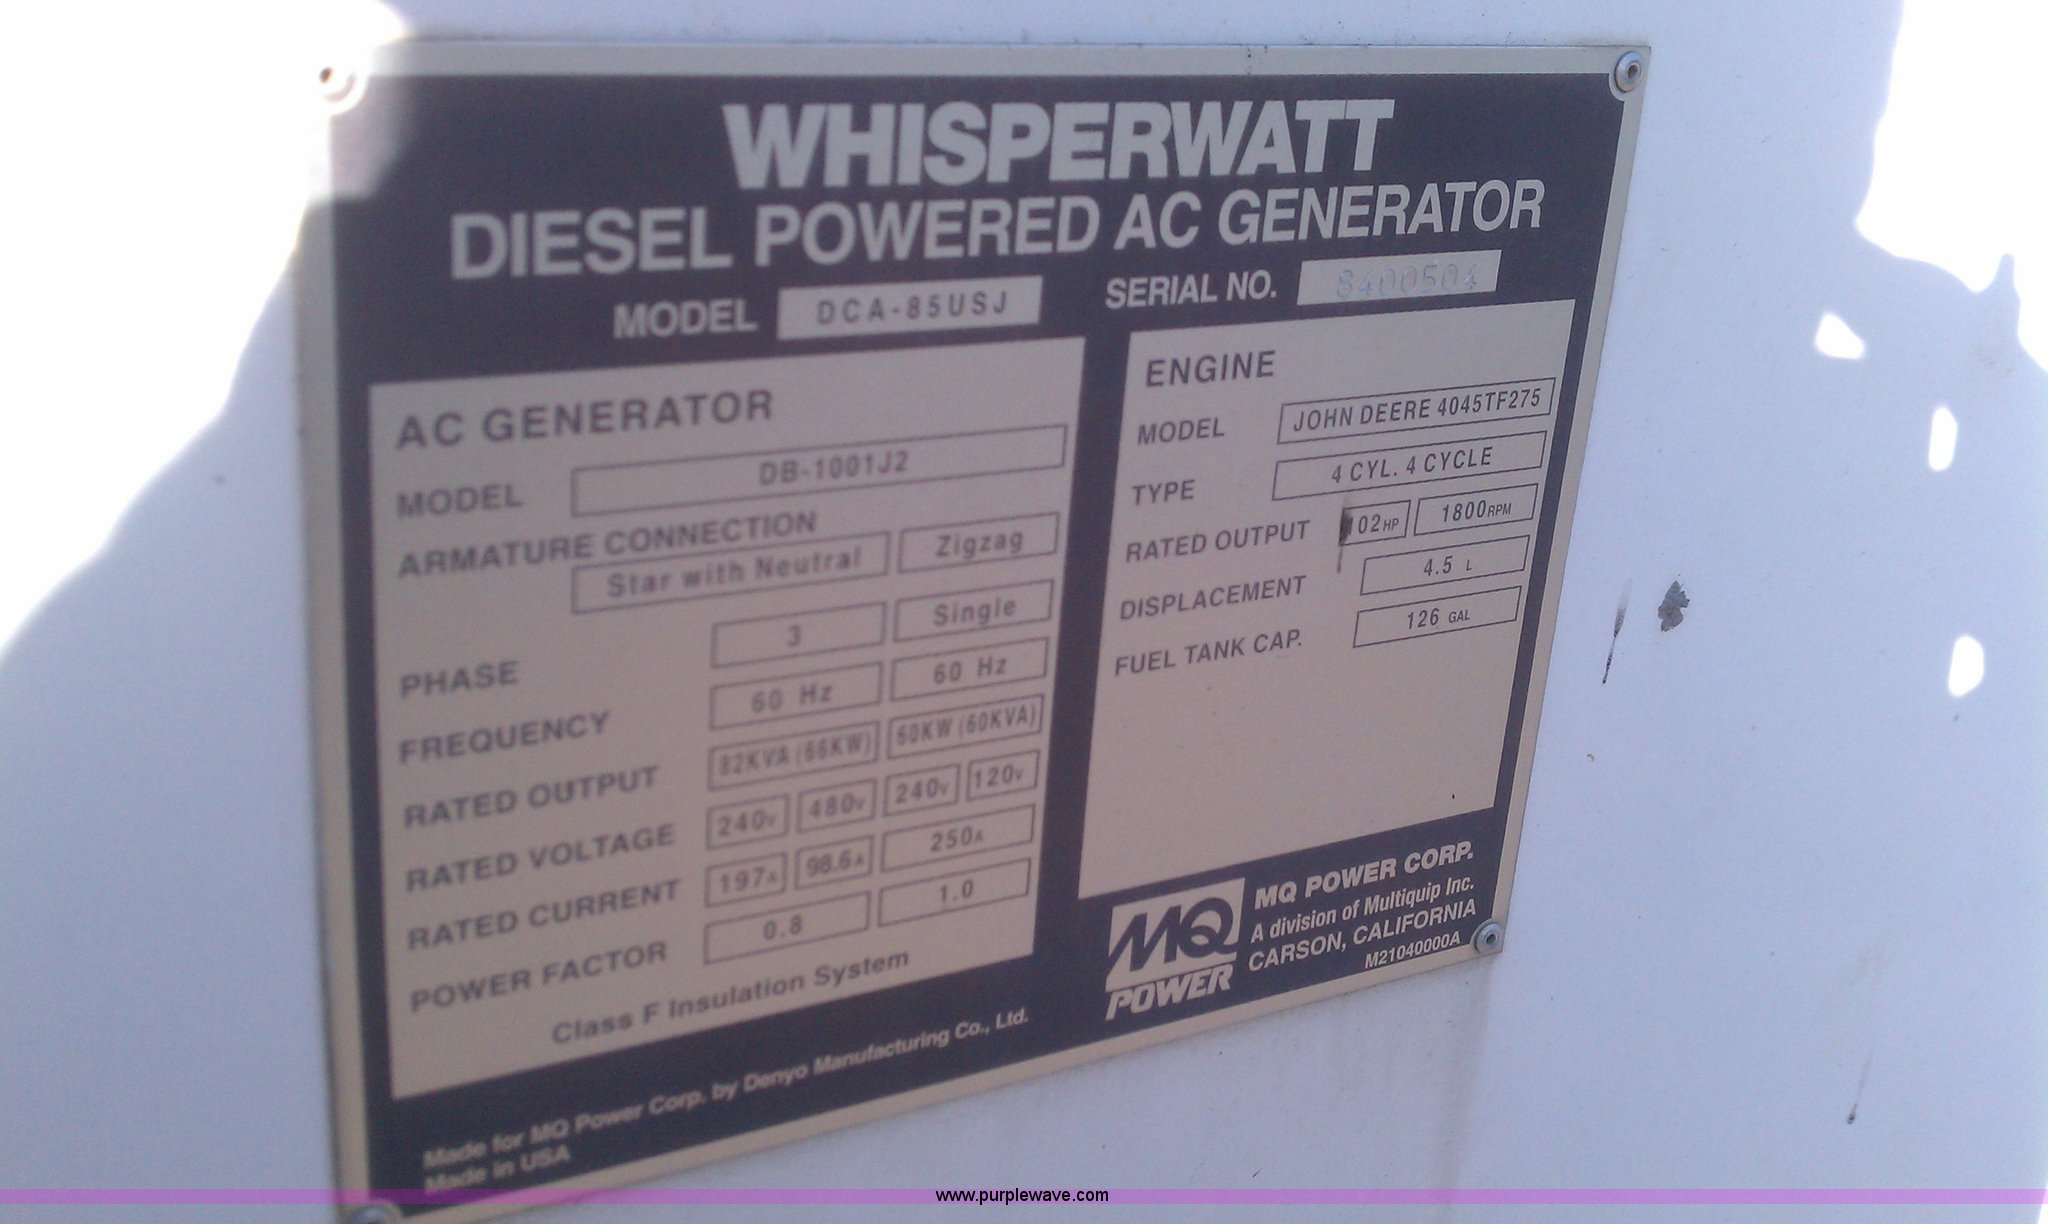 WHISPERWATT
DIESEL POWERED AC GENERATOR
MODEL DCA-85USJ SERIAL NO. 8400504
AC GENERATOR
MODEL DB-1001J2
ARMATURE CONNECTION
Star with Neutral Zigzag
PHASE 3 Single
FREQUENCY 60 Hz 60 Hz
RATED OUTPUT 82KVA (66KW) 60KW (60KVA)
RATED VOLTAGE 240V 480V 240V 120V
RATED CURRENT 197A 98.6A 250A
POWER FACTOR 0.8 1.0
Class F Insulation System
ENGINE
MODEL JOHN DEERE 4045TF275
TYPE 4 CYL. 4 CYCLE
RATED OUTPUT 102HP 1800RPM
DISPLACEMENT 4.5 L
FUEL TANK CAP. 126 GAL
MQ POWER
MQ POWER CORP.
A division of Multiquip Inc.
CARSON, CALIFORNIA
M21040000A
Made for MQ Power Corp. by Denyo Manufacturing Co., Ltd.
Made in USA
www.purplewave.com